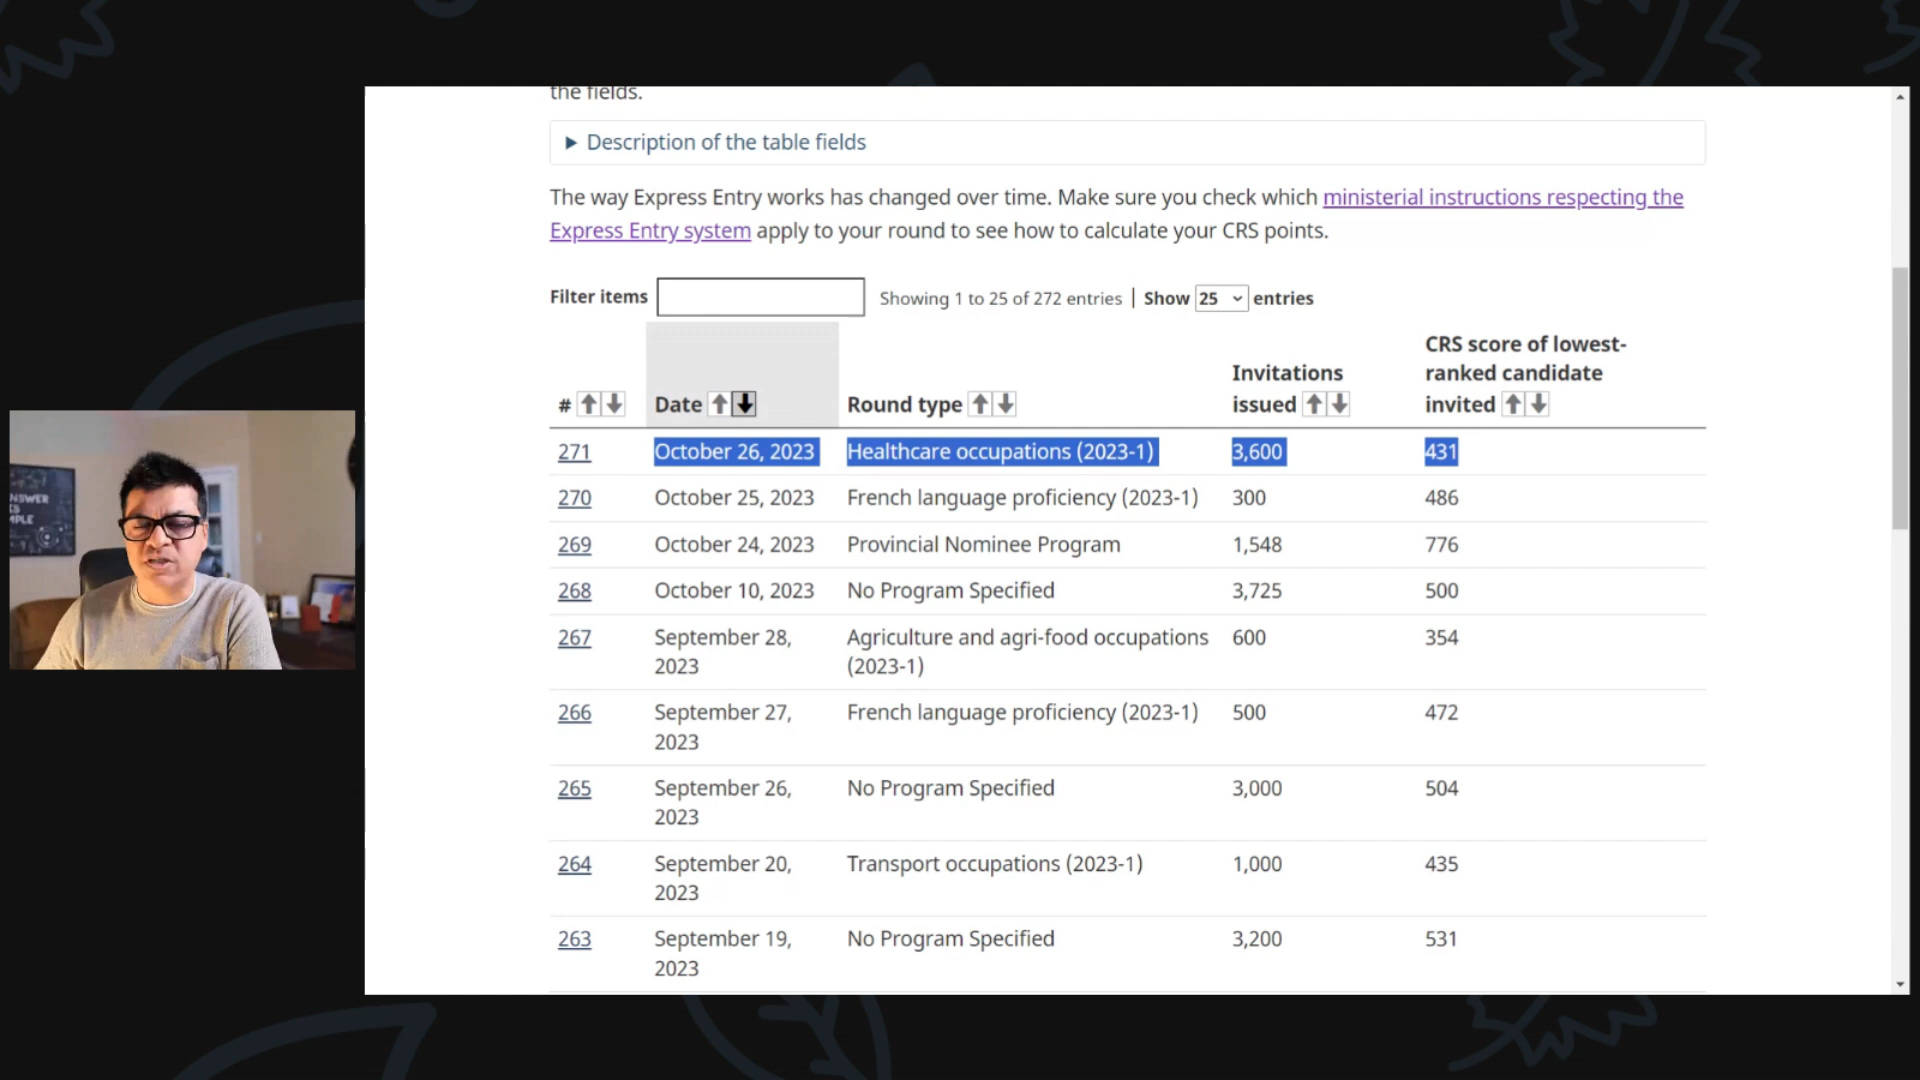 the fields.
▶ Description of the table fields
The way Express Entry works has changed over time. Make sure you check which ministerial instructions respecting the
Express Entry system apply to your round to see how to calculate your CRS points.
Filter items Showing 1 to 25 of 272 entries | Show 25 entries
# Date Round type Invitations issued CRS score of lowest-ranked candidate invited
271 October 26, 2023 Healthcare occupations (2023-1) 3,600 431
270 October 25, 2023 French language proficiency (2023-1) 300 486
269 October 24, 2023 Provincial Nominee Program 1,548 776
268 October 10, 2023 No Program Specified 3,725 500
267 September 28, 2023 Agriculture and agri-food occupations (2023-1) 600 354
266 September 27, 2023 French language proficiency (2023-1) 500 472
265 September 26, 2023 No Program Specified 3,000 504
264 September 20, 2023 Transport occupations (2023-1) 1,000 435
263 September 19, 2023 No Program Specified 3,200 531